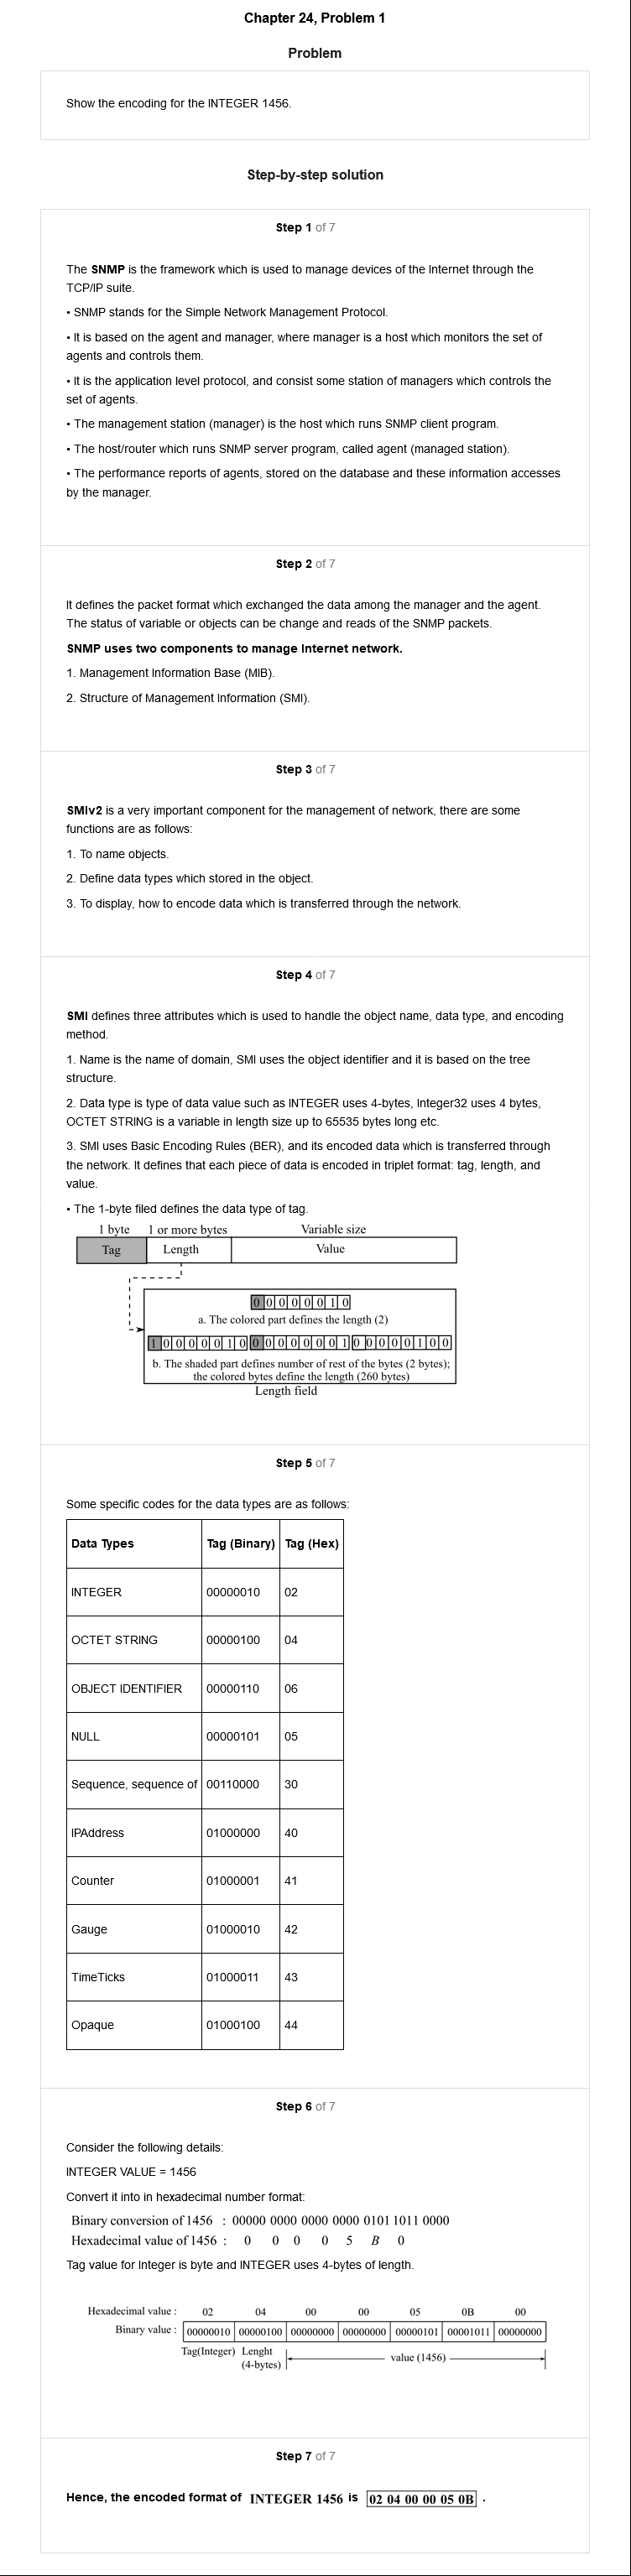 Chapter 24, Problem 1
Problem
Show the encoding for the INTEGER 1456.
Step-by-step solution
Step 1 of 7
The SNMP is the framework which is used to manage devices of the Internet through the
TCP/IP suite.
• SNMP stands for the Simple Network Management Protocol.
• It is based on the agent and manager, where manager is a host which monitors the set of
agents and controls them.
• It is the application level protocol, and consist some station of managers which controls the
set of agents.
• The management station (manager) is the host which runs SNMP client program.
• The host/router which runs SNMP server program, called agent (managed station).
• The performance reports of agents, stored on the database and these information accesses
by the manager.
Step 2 of 7
It defines the packet format which exchanged the data among the manager and the agent.
The status of variable or objects can be change and reads of the SNMP packets.
SNMP uses two components to manage Internet network.
1. Management Information Base (MIB).
2. Structure of Management Information (SMI).
Step 3 of 7
SMIv2 is a very important component for the management of network, there are some
functions are as follows:
1. To name objects.
2. Define data types which stored in the object.
3. To display, how to encode data which is transferred through the network.
Step 4 of 7
SMI defines three attributes which is used to handle the object name, data type, and encoding
method.
1. Name is the name of domain, SMI uses the object identifier and it is based on the tree
structure.
2. Data type is type of data value such as INTEGER uses 4-bytes, Integer32 uses 4 bytes,
OCTET STRING is a variable in length size up to 65535 bytes long etc.
3. SMI uses Basic Encoding Rules (BER), and its encoded data which is transferred through
the network. It defines that each piece of data is encoded in triplet format: tag, length, and
value.
• The 1-byte filed defines the data type of tag.
1 byte 1 or more bytes Variable size
Tag Length Value
0 0 0 0 0 0 1 0
a. The colored part defines the length (2)
1 0 0 0 0 0 1 0 0 0 0 0 0 0 0 1 0 0 0 0 0 1 0 0
b. The shaded part defines number of rest of the bytes (2 bytes);
the colored bytes define the length (260 bytes)
Length field
Step 5 of 7
Some specific codes for the data types are as follows:
Data Types Tag (Binary) Tag (Hex)
INTEGER 00000010 02
OCTET STRING 00000100 04
OBJECT IDENTIFIER 00000110 06
NULL 00000101 05
Sequence, sequence of 00110000 30
IPAddress 01000000 40
Counter 01000001 41
Gauge 01000010 42
TimeTicks 01000011 43
Opaque 01000100 44
Step 6 of 7
Consider the following details:
INTEGER VALUE = 1456
Convert it into in hexadecimal number format:
Binary conversion of 1456 : 00000 0000 0000 0000 0101 1011 0000
Hexadecimal value of 1456 : 0 0 0 0 5 B 0
Tag value for Integer is byte and INTEGER uses 4-bytes of length.
Hexadecimal value : 02 04 00 00 05 0B 00
Binary value : 00000010 00000100 00000000 00000000 00000101 00001011 00000000
Tag(Integer) Lenght value (1456)
(4-bytes)
Step 7 of 7
Hence, the encoded format of INTEGER 1456 is 02 04 00 00 05 0B .